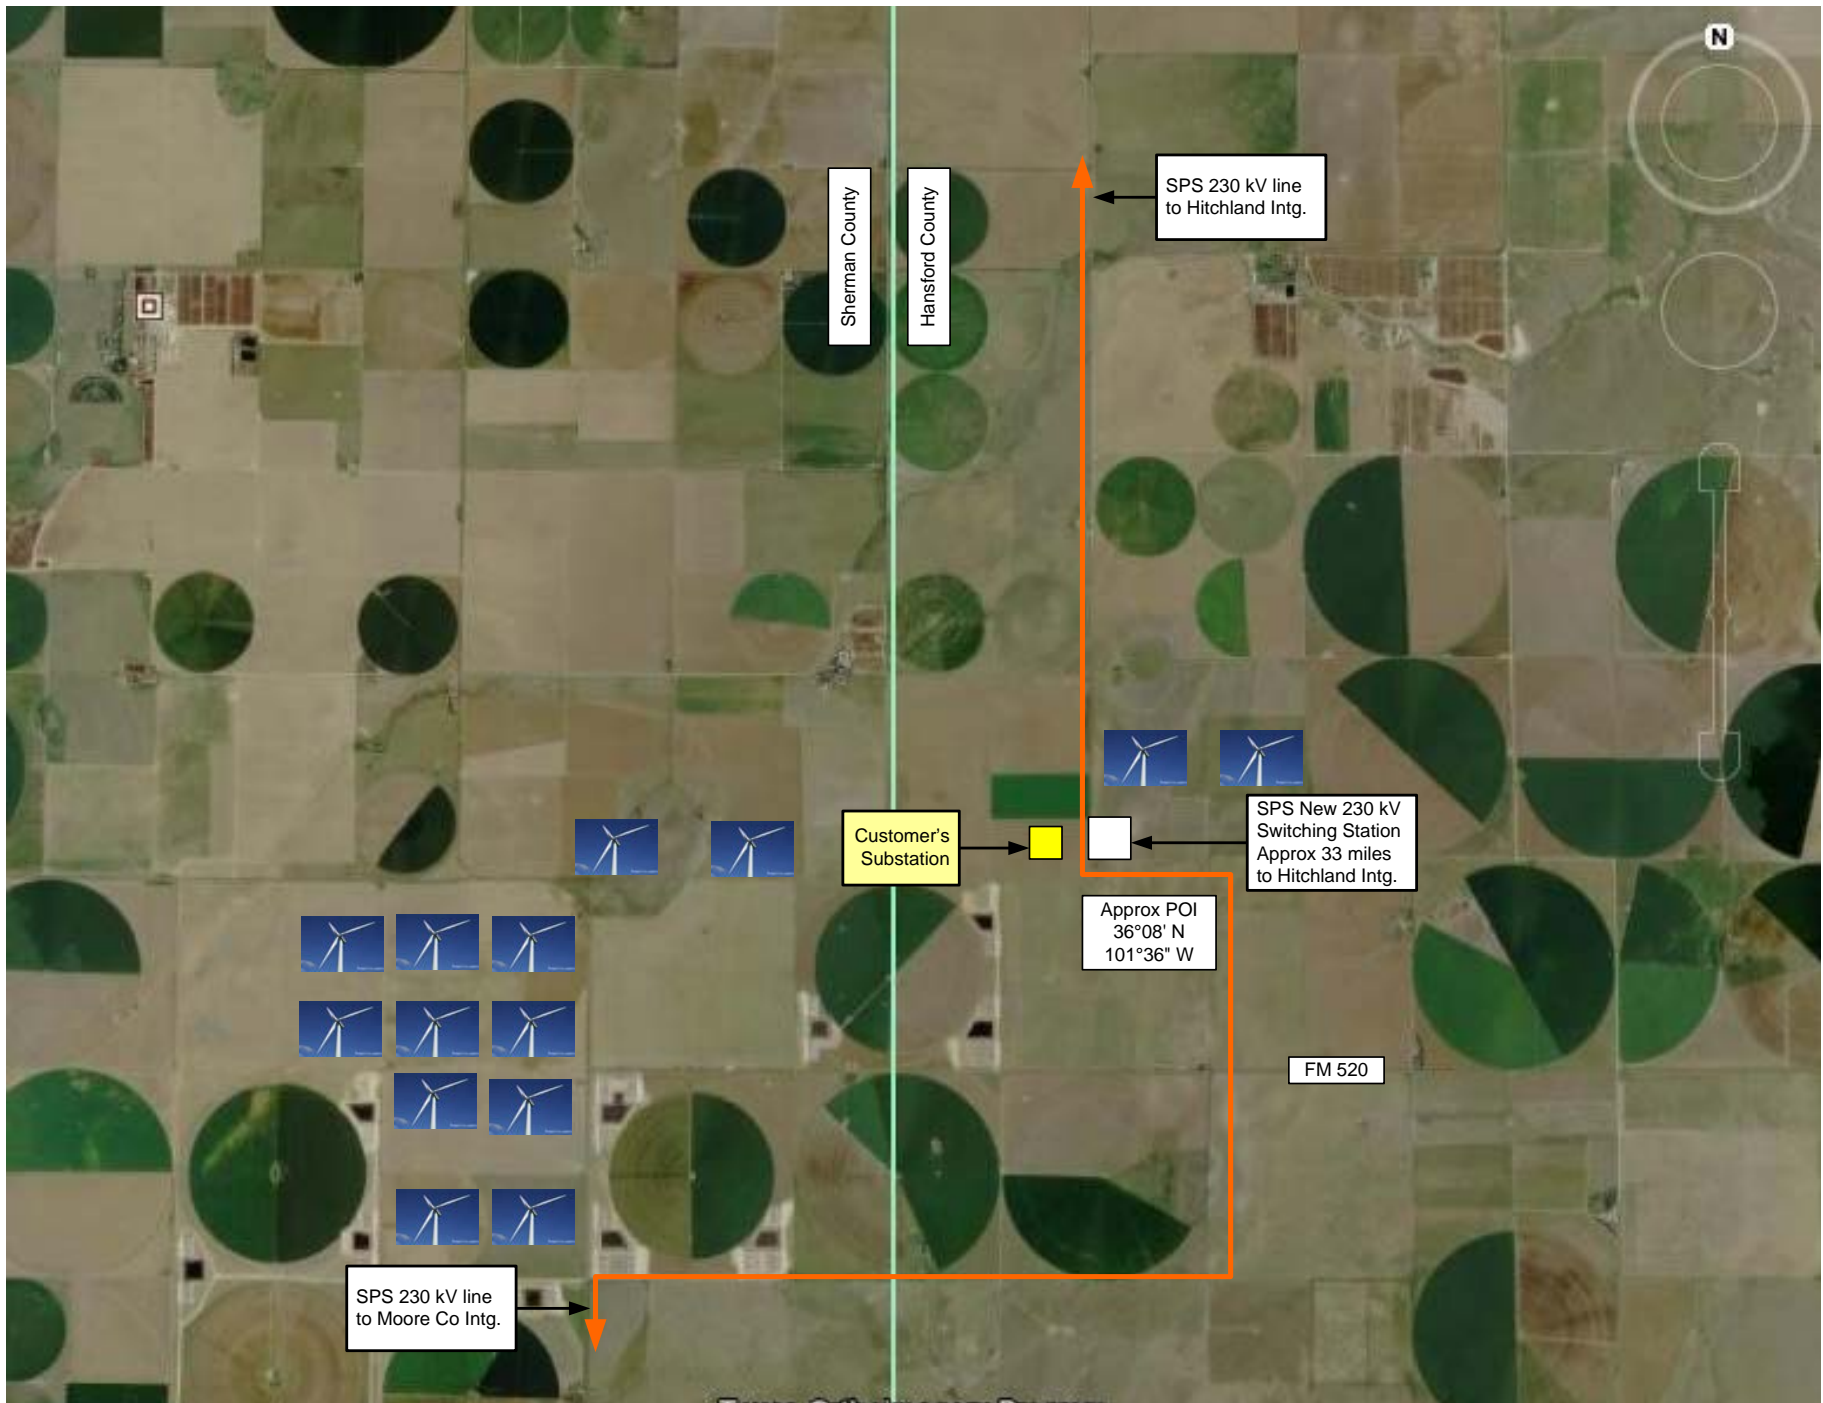 N
SPS 230 kV line
to Hitchland Intg.
Sherman County
Hansford County
SPS New 230 kV
Switching Station
Approx 33 miles
to Hitchland Intg.
Customer's
Substation
Approx POI
36°08' N
101°36" W
FM 520
SPS 230 kV line
to Moore Co Intg.